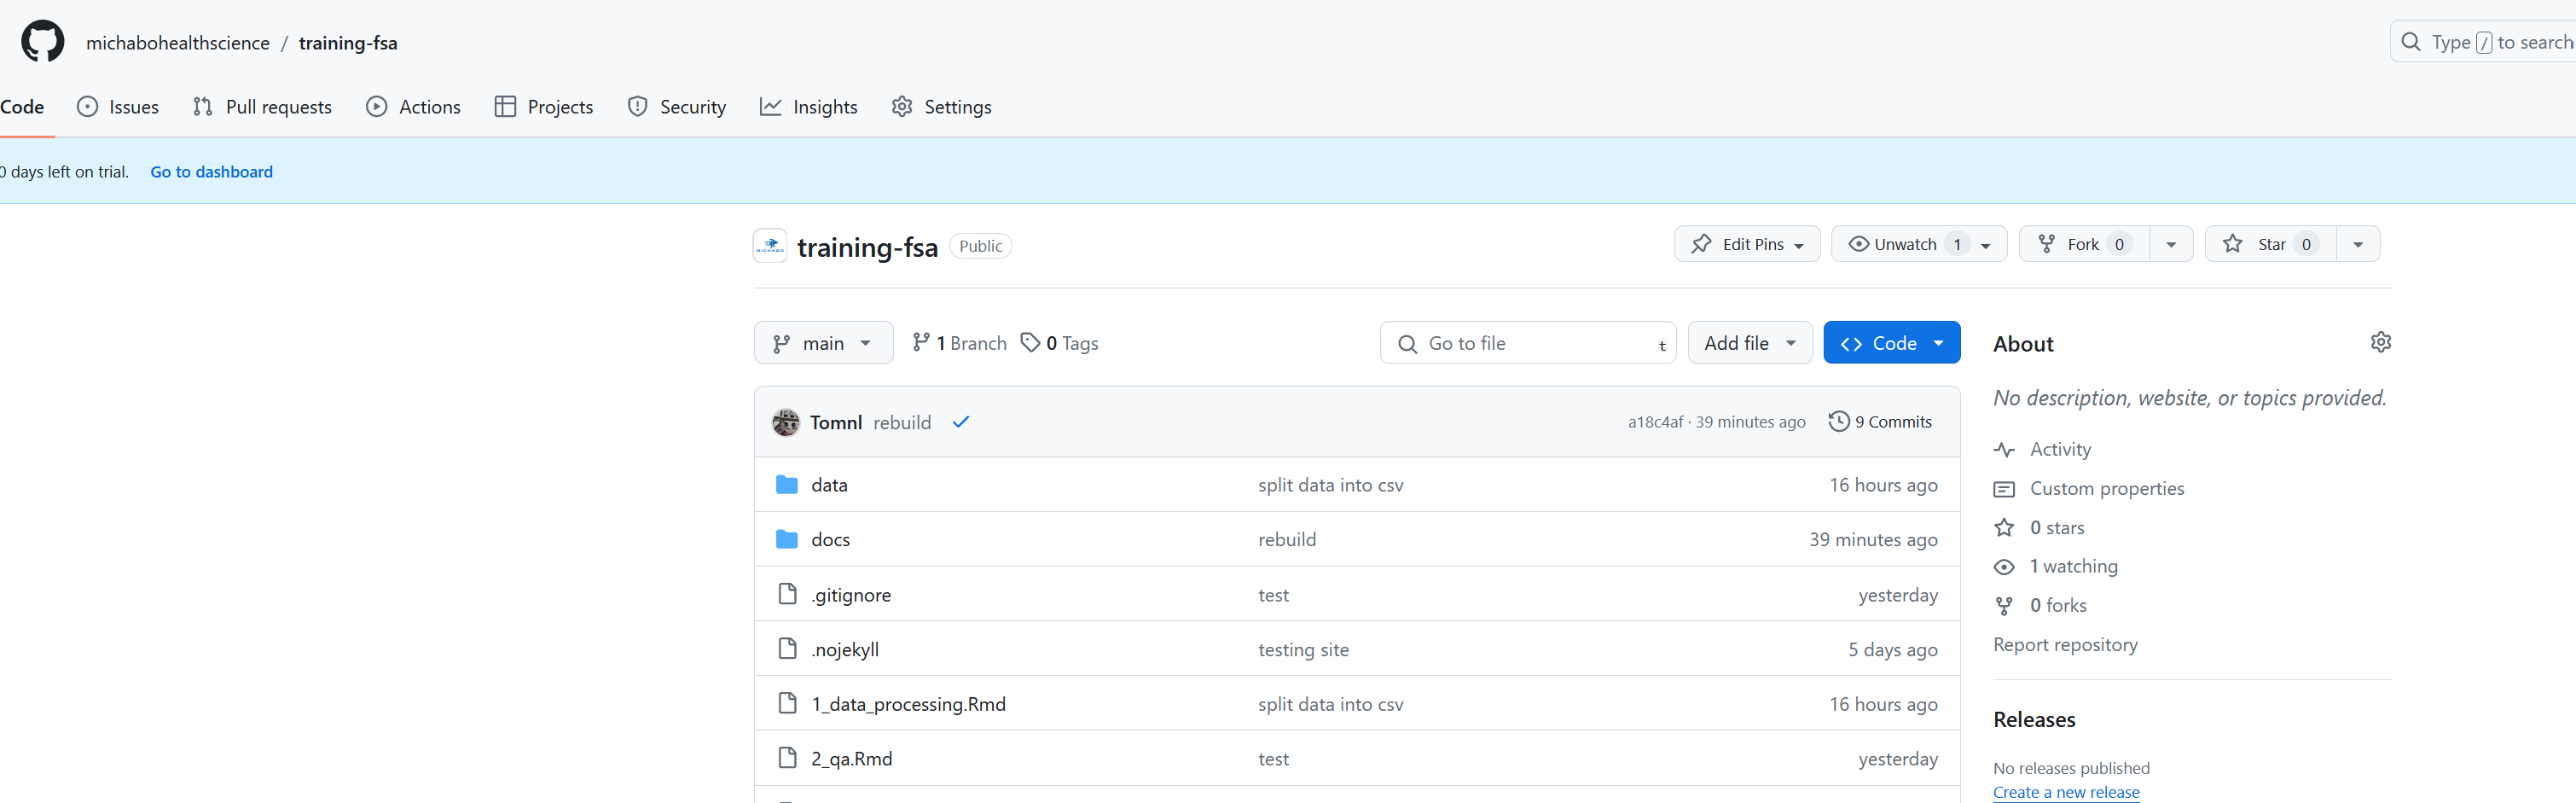 michabohealthscience / training-fsa
Type / to search
Code Issues Pull requests Actions Projects Security Insights Settings
0 days left on trial. Go to dashboard
MICHABO
training-fsa Public
Edit Pins Unwatch 1 Fork 0 Star 0
main 1 Branch 0 Tags Go to file t Add file Code
Tomnl rebuild a18c4af · 39 minutes ago 9 Commits
data split data into csv 16 hours ago
docs rebuild 39 minutes ago
.gitignore test yesterday
.nojekyll testing site 5 days ago
1_data_processing.Rmd split data into csv 16 hours ago
2_qa.Rmd test yesterday
About
No description, website, or topics provided.
Activity
Custom properties
0 stars
1 watching
0 forks
Report repository
Releases
No releases published
Create a new release